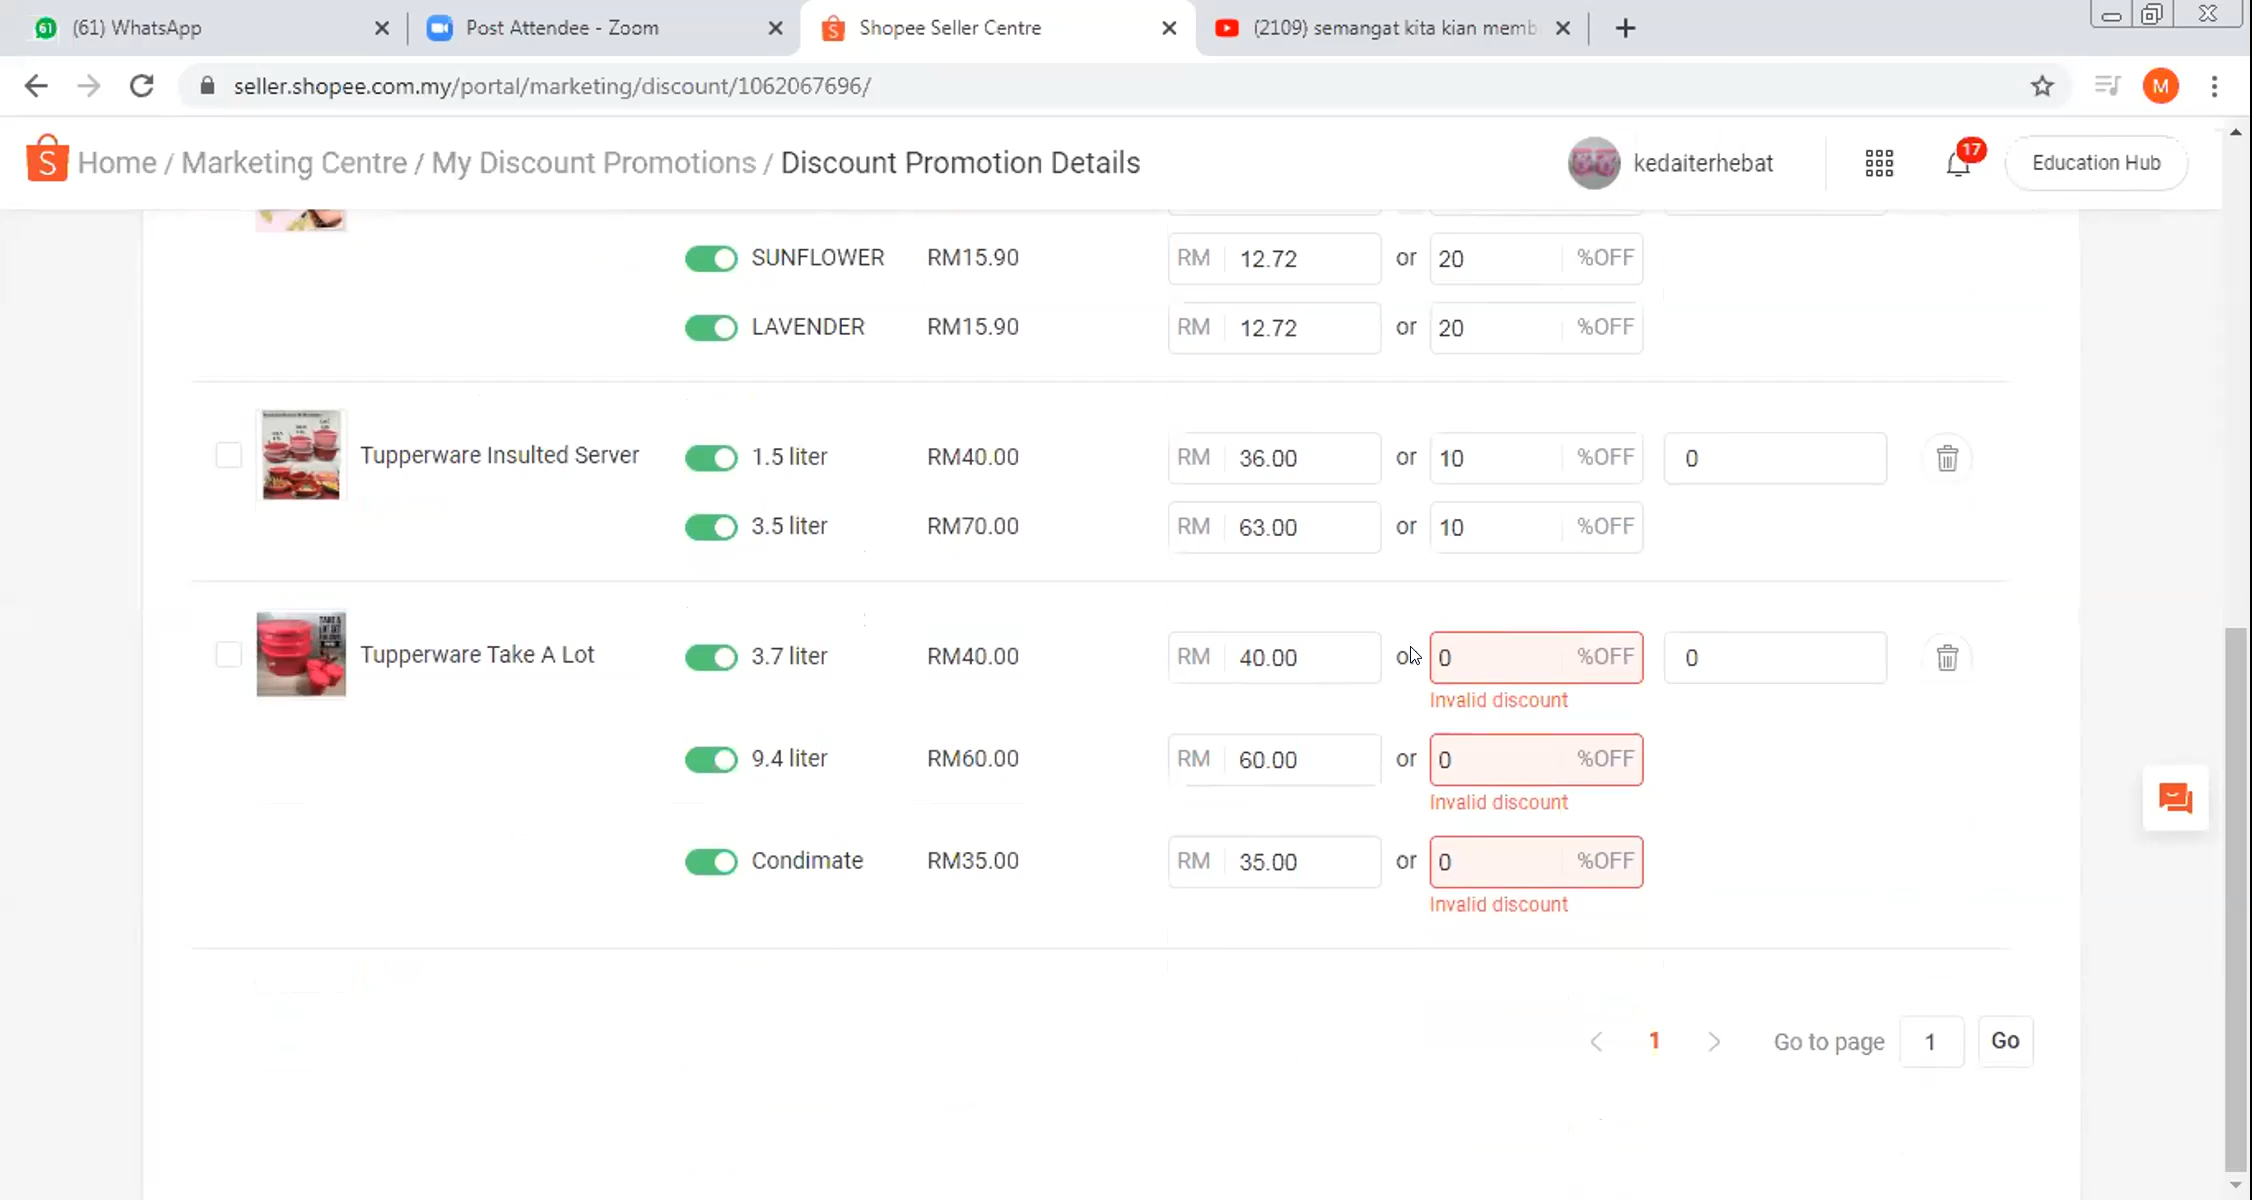 (61) WhatsApp
Post Attendee - Zoom
Shopee Seller Centre
(2109) semangat kita kian memb
seller.shopee.com.my/portal/marketing/discount/1062067696/
M
Home / Marketing Centre / My Discount Promotions / Discount Promotion Details
kedaiterhebat
17
Education Hub
SUNFLOWER RM15.90 RM 12.72 or 20 %OFF
LAVENDER RM15.90 RM 12.72 or 20 %OFF
Tupperware Insulted Server 1.5 liter RM40.00 RM 36.00 or 10 %OFF 0
3.5 liter RM70.00 RM 63.00 or 10 %OFF
Tupperware Take A Lot 3.7 liter RM40.00 RM 40.00 or 0 %OFF 0
Invalid discount
9.4 liter RM60.00 RM 60.00 or 0 %OFF
Invalid discount
Condimate RM35.00 RM 35.00 or 0 %OFF
Invalid discount
1 Go to page 1 Go